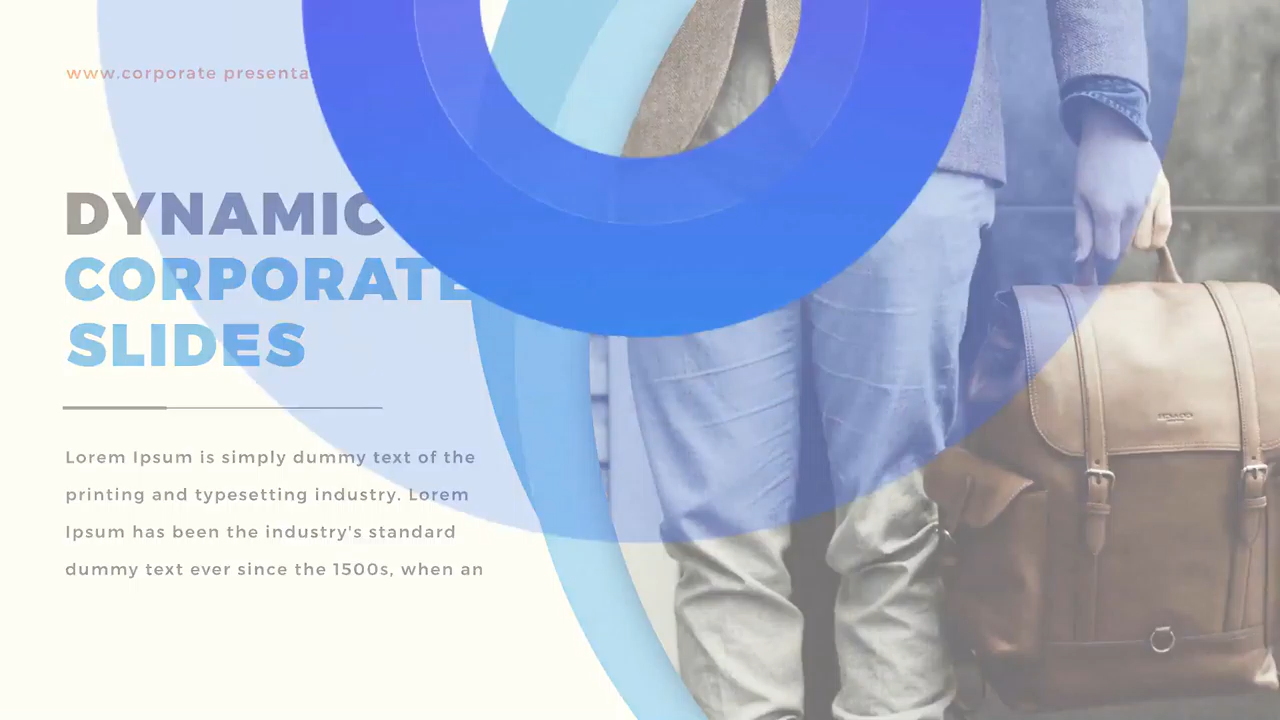 www.corporate presenta
DYNAMIC
CORPORATE
SLIDES
Lorem Ipsum is simply dummy text of the
printing and typesetting industry. Lorem
Ipsum has been the industry's standard
dummy text ever since the 1500s, when an